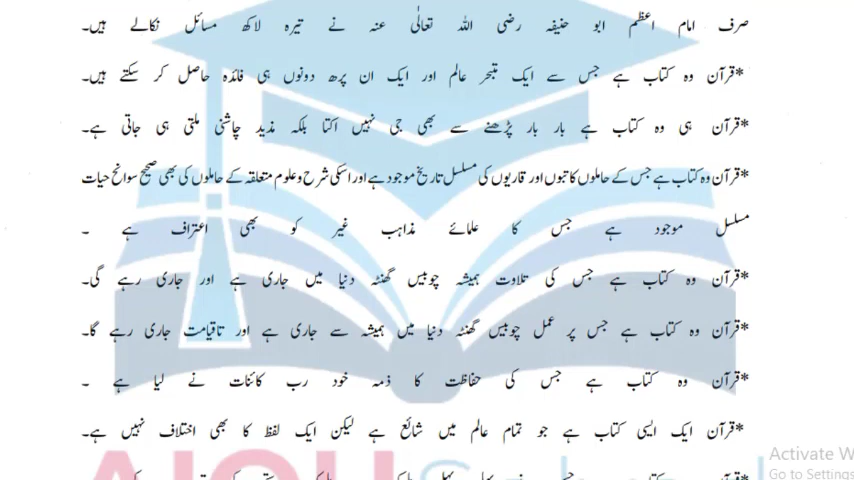 صرف امام اعظم ابو حنیفہ رضی اللہ تعالٰی عنہ نے تیرہ لاکھ مسائل نکالے ہیں۔
*قرآن وہ کتاب ہے جس سے ایک متبحر عالم اور ایک ان پرھ دونوں ہی فائدہ حاصل کر سکتے ہیں۔
*قرآن ہی وہ کتاب ہے بار بار پڑھنے سے بھی جی نہیں اکتا بلکہ مذید چاشنی ملتی ہی جاتی ہے۔
*قرآن وہ کتاب ہے جس کے حاملوں کاتبوں اور قاریوں کی مسلسل تاریخ موجود ہے اور اسکی شرح و علوم متعلقہ کے حاملوں کی بھی صحیح سوانح حیات
مسلسل موجود ہے جس کا علمائے مذاہب غیر کو بھی اعتراف ہے ۔
*قرآن وہ کتاب ہے جس کی تلاوت ہمیشہ چوبیس گھنٹہ دنیا میں جاری ہے اور جاری رہے گی۔
*قرآن وہ کتاب ہے جس پر عمل چوبیس گھنٹہ دنیا میں ہمیشہ سے جاری ہے اور تاقیامت جاری رہے گا۔
*قرآن وہ کتاب ہے جس کی حفاظت کا ذمہ خود رب کائنات نے لیا ہے ۔
*قرآن ایک ایسی کتاب ہے جو تمام عالم میں شائع ہے لیکن ایک لفظ کا بھی اختلاف نہیں ہے۔
Activate W
Go to Settings